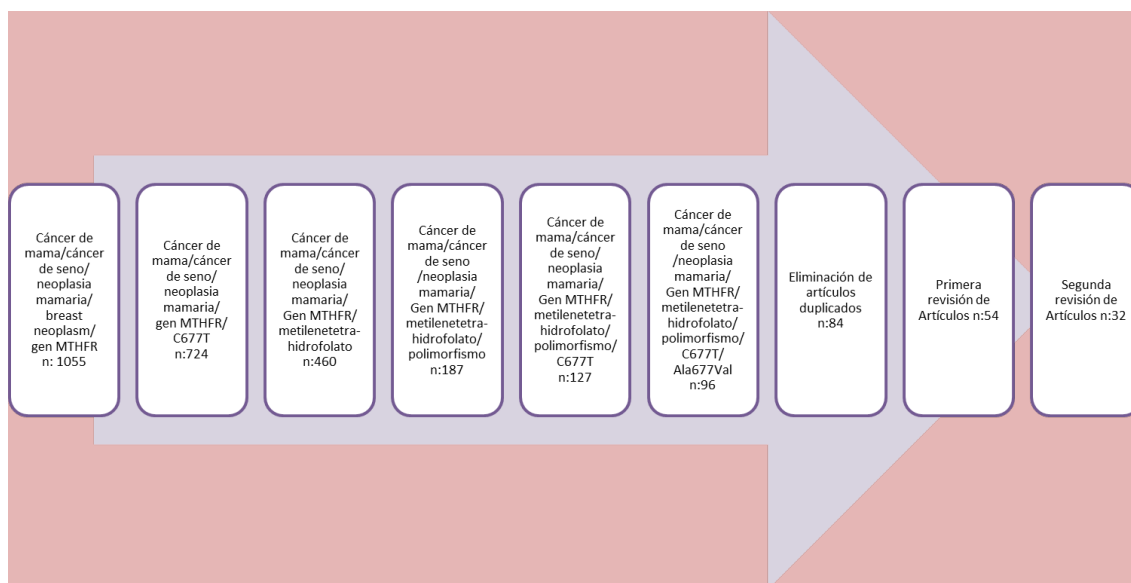 Cáncer de
mama/cáncer
de seno/
neoplasia
mamaria/
breast
neoplasm/
gen MTHFR
n: 1055
Cáncer de
mama/cáncer
de seno/
neoplasia
mamaria/
gen MTHFR/
C677T
n:724
Cáncer de
mama/cáncer
de seno/
neoplasia
mamaria/Gen
MTHFR/
metilenetetra-
hidrofolato
n:460
Cáncer de
mama/cáncer
de seno
/neoplasia
mamaria/
Gen MTHFR/
metilenetetra-
hidrofolato/
polimorfismo
n:187
Cáncer de
mama/cáncer
de seno/
neoplasia
mamaria/
Gen MTHFR/
metilenetetra-
hidrofolato/
polimorfismo/
C677T
n:127
Cáncer de
mama/cáncer
de seno
/neoplasia
mamaria/
Gen MTHFR/
metilenetetra-
hidrofolato/
polimorfismo/
C677T/
Ala677Val
n:96
Eliminación de
artículos
duplicados
n:84
Primera
revisión de
Artículos n:54
Segunda
revisión de
Artículos n:32